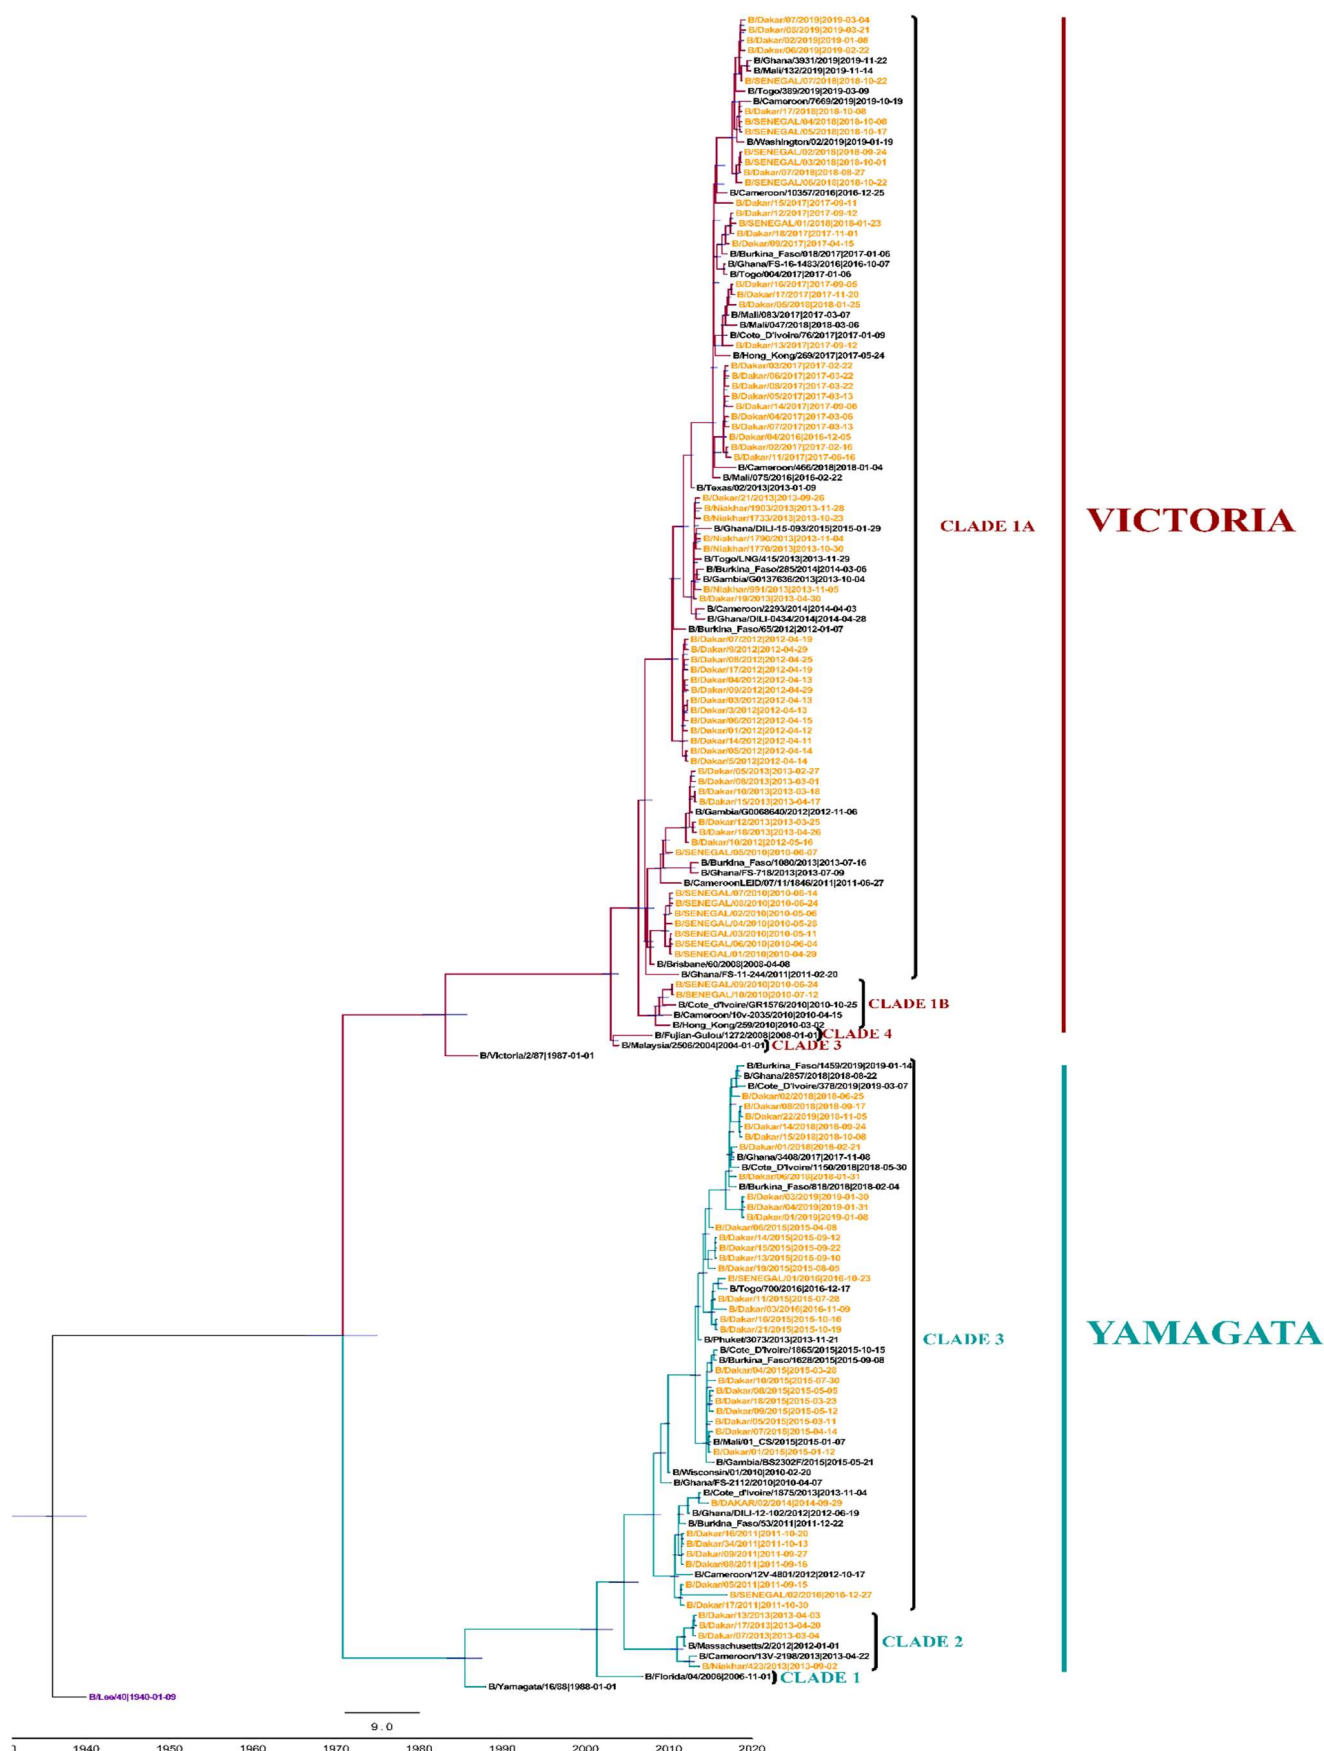 B/Dakar/07/2019|2019-03-04
B/Dakar/08/2019|2019-03-21
B/Dakar/02/2019|2019-01-08
B/Dakar/06/2019|2019-02-22
B/Ghana/3931/2019|2019-11-22
B/Mali/132/2019|2019-11-14
B/SENEGAL/07/2018|2018-10-22
B/Togo/389/2019|2019-03-09
B/Cameroon/7669/2019|2019-10-19
B/Dakar/17/2018|2018-10-08
B/SENEGAL/04/2018|2018-10-08
B/SENEGAL/05/2018|2018-10-17
B/Washington/02/2019|2019-01-19
B/SENEGAL/02/2018|2018-09-24
B/SENEGAL/03/2018|2018-10-01
B/Dakar/07/2018|2018-08-27
B/SENEGAL/06/2018|2018-10-22
B/Cameroon/10357/2016|2016-12-25
B/Dakar/15/2017|2017-09-11
B/Dakar/12/2017|2017-09-12
B/SENEGAL/01/2018|2018-01-23
B/Dakar/18/2017|2017-11-01
B/Dakar/09/2017|2017-04-15
B/Burkina_Faso/018/2017|2017-01-06
B/Ghana/FS-16-1483/2016|2016-10-07
B/Togo/004/2017|2017-01-06
B/Dakar/16/2017|2017-09-05
B/Dakar/17/2017|2017-11-20
B/Dakar/05/2018|2018-01-25
B/Mali/083/2017|2017-03-07
B/Mali/047/2018|2018-03-06
B/Cote_D'Ivoire/76/2017|2017-01-09
B/Dakar/13/2017|2017-09-12
B/Hong_Kong/269/2017|2017-05-24
B/Dakar/03/2017|2017-02-22
B/Dakar/06/2017|2017-03-22
B/Dakar/08/2017|2017-03-22
B/Dakar/05/2017|2017-03-13
B/Dakar/14/2017|2017-09-06
B/Dakar/04/2017|2017-03-06
B/Dakar/07/2017|2017-03-13
B/Dakar/04/2016|2016-12-05
B/Dakar/02/2017|2017-02-16
B/Dakar/11/2017|2017-06-16
B/Cameroon/466/2018|2018-01-04
B/Mali/075/2016|2016-02-22
B/Texas/02/2013|2013-01-09
B/Dakar/21/2013|2013-09-26
B/Niakhar/1903/2013|2013-11-28
B/Niakhar/1733/2013|2013-10-23
CLADE 1A
VICTORIA
B/Ghana/DILI-15-093/2015|2015-01-29
B/Niakhar/1790/2013|2013-11-04
B/Niakhar/1770/2013|2013-10-30
B/Togo/LNG/415/2013|2013-11-29
B/Burkina_Faso/285/2014|2014-03-06
B/Gambia/G0137636/2013|2013-10-04
B/Niakhar/991/2013|2013-11-05
B/Dakar/19/2013|2013-04-30
B/Cameroon/2293/2014|2014-04-03
B/Ghana/DILI-0434/2014|2014-04-28
B/Burkina_Faso/65/2012|2012-01-07
B/Dakar/07/2012|2012-04-19
B/Dakar/9/2012|2012-04-29
B/Dakar/08/2012|2012-04-25
B/Dakar/17/2012|2012-04-19
B/Dakar/04/2012|2012-04-13
B/Dakar/09/2012|2012-04-29
B/Dakar/03/2012|2012-04-13
B/Dakar/3/2012|2012-04-13
B/Dakar/06/2012|2012-04-15
B/Dakar/01/2012|2012-04-12
B/Dakar/14/2012|2012-04-11
B/Dakar/05/2012|2012-04-14
B/Dakar/5/2012|2012-04-14
B/Dakar/05/2013|2013-02-27
B/Dakar/08/2013|2013-03-01
B/Dakar/10/2013|2013-03-18
B/Dakar/15/2013|2013-04-17
B/Gambia/G0068640/2012|2012-11-06
B/Dakar/12/2013|2013-03-25
B/Dakar/18/2013|2013-04-26
B/Dakar/10/2012|2012-05-16
B/SENEGAL/05/2010|2010-06-07
B/Burkina_Faso/1080/2013|2013-07-16
B/Ghana/FS-718/2013|2013-07-09
B/CameroonLEID/07/11/1846/2011|2011-06-27
B/SENEGAL/07/2010|2010-06-14
B/SENEGAL/08/2010|2010-06-24
B/SENEGAL/02/2010|2010-05-06
B/SENEGAL/04/2010|2010-05-28
B/SENEGAL/03/2010|2010-05-11
B/SENEGAL/06/2010|2010-06-04
B/SENEGAL/01/2010|2010-04-29
B/Brisbane/60/2008|2008-04-08
B/Ghana/FS-11-244/2011|2011-02-20
B/SENEGAL/09/2010|2010-06-24
B/SENEGAL/10/2010|2010-07-12
B/Cote_d'Ivoire/GR1576/2010|2010-10-25
CLADE 1B
B/Cameroon/10v-2035/2010|2010-04-15
B/Hong_Kong/259/2010|2010-03-02
B/Fujian-Gulou/1272/2008|2008-01-01
CLADE 4
B/Malaysia/2506/2004|2004-01-01
CLADE 3
B/Victoria/2/87|1987-01-01
B/Burkina_Faso/1459/2019|2019-01-14
B/Ghana/2857/2018|2018-08-22
B/Cote_D'Ivoire/378/2019|2019-03-07
B/Dakar/02/2018|2018-06-25
B/Dakar/08/2018|2018-09-17
B/Dakar/22/2019|2018-11-05
B/Dakar/14/2018|2018-09-24
B/Dakar/15/2018|2018-10-08
B/Dakar/01/2018|2018-02-21
B/Ghana/3408/2017|2017-11-08
B/Cote_D'Ivoire/1150/2018|2018-05-30
B/Dakar/06/2018|2018-01-31
B/Burkina_Faso/818/2018|2018-02-04
B/Dakar/03/2019|2019-01-30
B/Dakar/04/2019|2019-01-31
B/Dakar/01/2019|2019-01-08
B/Dakar/06/2015|2015-04-08
B/Dakar/14/2015|2015-09-12
B/Dakar/15/2015|2015-09-22
B/Dakar/13/2015|2015-09-10
B/Dakar/19/2015|2015-08-05
B/SENEGAL/01/2016|2016-10-23
B/Togo/700/2016|2016-12-17
B/Dakar/11/2015|2015-07-28
B/Dakar/03/2016|2016-11-09
B/Dakar/16/2015|2015-10-16
B/Dakar/21/2015|2015-10-19
B/Phuket/3073/2013|2013-11-21
CLADE 3
YAMAGATA
B/Cote_D'Ivoire/1865/2015|2015-10-15
B/Burkina_Faso/1628/2015|2015-09-08
B/Dakar/04/2015|2015-03-28
B/Dakar/10/2015|2015-07-30
B/Dakar/08/2015|2015-05-05
B/Dakar/18/2015|2015-03-23
B/Dakar/09/2015|2015-05-12
B/Dakar/05/2015|2015-03-11
B/Dakar/07/2015|2015-04-14
B/Mali/01_CS/2015|2015-01-07
B/Dakar/01/2015|2015-01-12
B/Gambia/BS2302F/2015|2015-05-21
B/Wisconsin/01/2010|2010-02-20
B/Ghana/FS-2112/2010|2010-04-07
B/Cote_d'Ivoire/1875/2013|2013-11-04
B/DAKAR/02/2014|2014-09-29
B/Ghana/DILI-12-102/2012|2012-06-19
B/Burkina_Faso/53/2011|2011-12-22
B/Dakar/16/2011|2011-10-20
B/Dakar/34/2011|2011-10-13
B/Dakar/09/2011|2011-09-27
B/Dakar/08/2011|2011-09-16
B/Cameroon/12V-4801/2012|2012-10-17
B/Dakar/05/2011|2011-09-15
B/SENEGAL/02/2016|2016-12-27
B/Dakar/17/2011|2011-10-30
B/Dakar/13/2013|2013-04-03
B/Dakar/17/2013|2013-04-20
B/Dakar/07/2013|2013-03-04
CLADE 2
B/Massachusetts/2/2012|2012-01-01
B/Cameroon/13V-2198/2013|2013-04-22
B/Niakhar/423/2013|2013-09-02
B/Florida/04/2006|2006-11-01
CLADE 1
B/Yamagata/16/88|1988-01-01
B/Lee/40|1940-01-09
9.0
1940 1950 1960 1970 1980 1990 2000 2010 2020